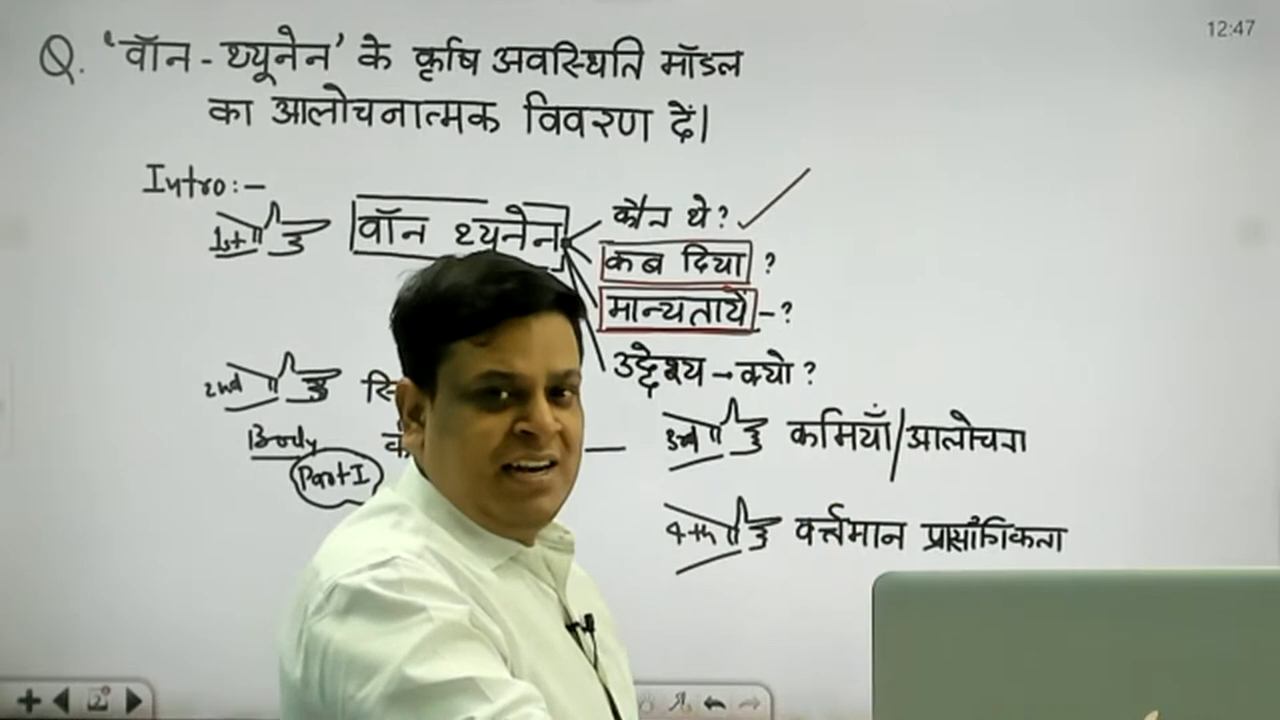 12:47
Q. 'वॉन - थ्यूनेन' के कृषि अवस्थिति मॉडल
का आलोचनात्मक विवरण दें।
Intro:-
1st
वॉन थ्यूनेन
कौन थे?
कब दिया ?
मान्यतायें -?
उद्देश्य → क्यो ?
2nd
Body
Part I
3rd कमियाँ/आलोचना
4th वर्त्तमान प्रासंगिकता
2